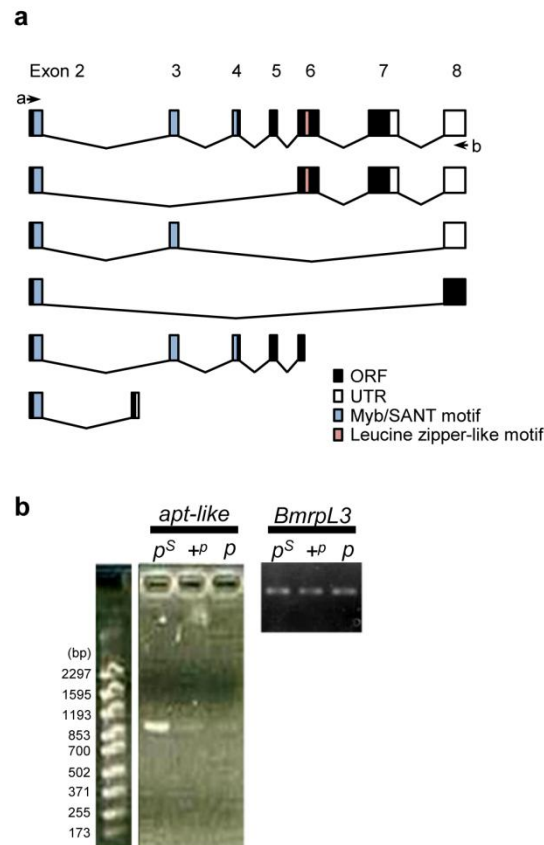 a
Exon 2 3 4 5 6 7 8
a
b
ORF
UTR
Myb/SANT motif
Leucine zipper-like motif
b
apt-like BmrpL3
pS +p p pS +p p
(bp)
2297
1595
1193
853
700
502
371
255
173